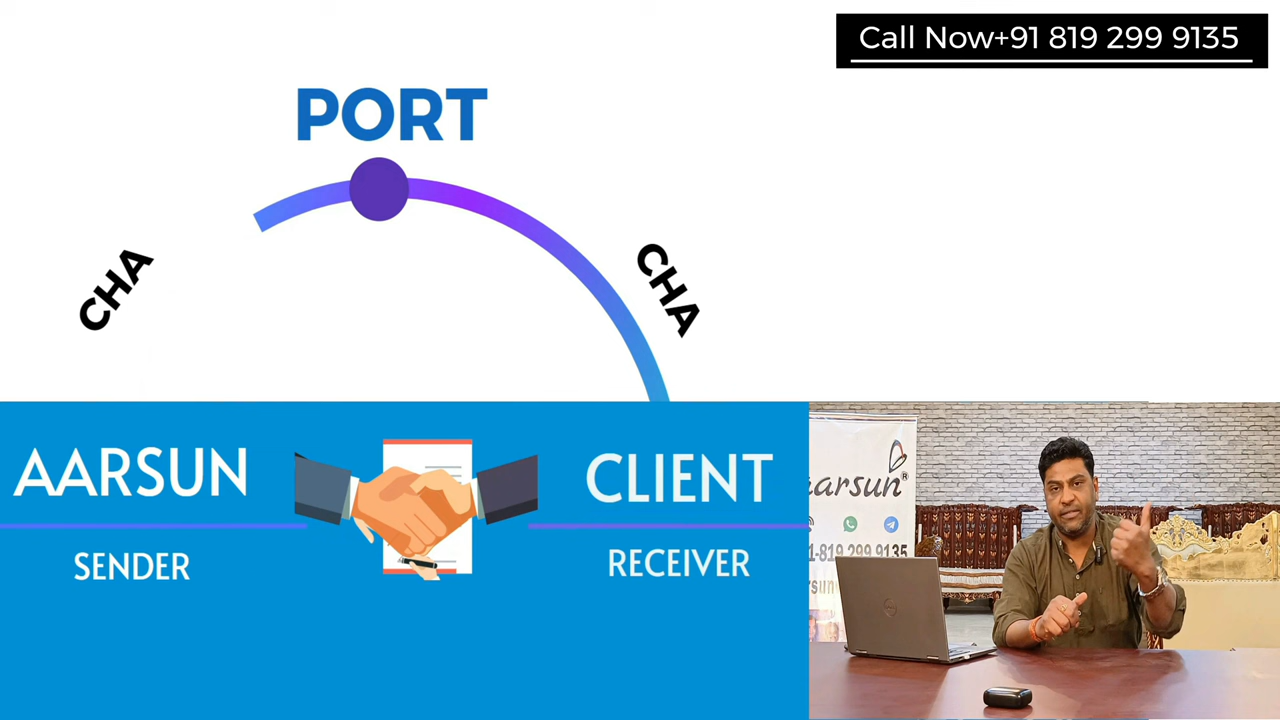 Call Now+91 819 299 9135
PORT
CHA
CHA
AARSUN
SENDER
CLIENT
RECEIVER
aarsun®
-819 299 9135